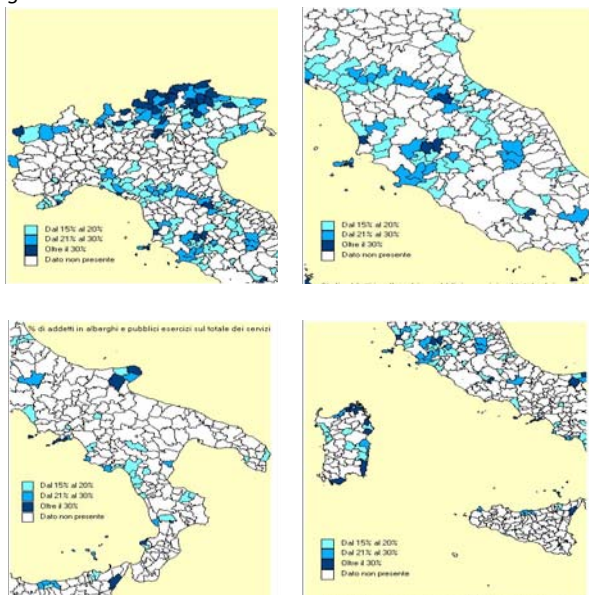 Dal 15% al 20%
Dal 21% al 30%
Oltre il 30%
Dato non presente
Dal 15% al 20%
Dal 21% al 30%
Oltre il 30%
Dato non presente
% di addetti in alberghi e pubblici esercizi sul totale dei servizi
Dal 15% al 20%
Dal 21% al 30%
Oltre il 30%
Dato non presente
Dal 15% al 20%
Dal 21% al 30%
Oltre il 30%
Dato non presente